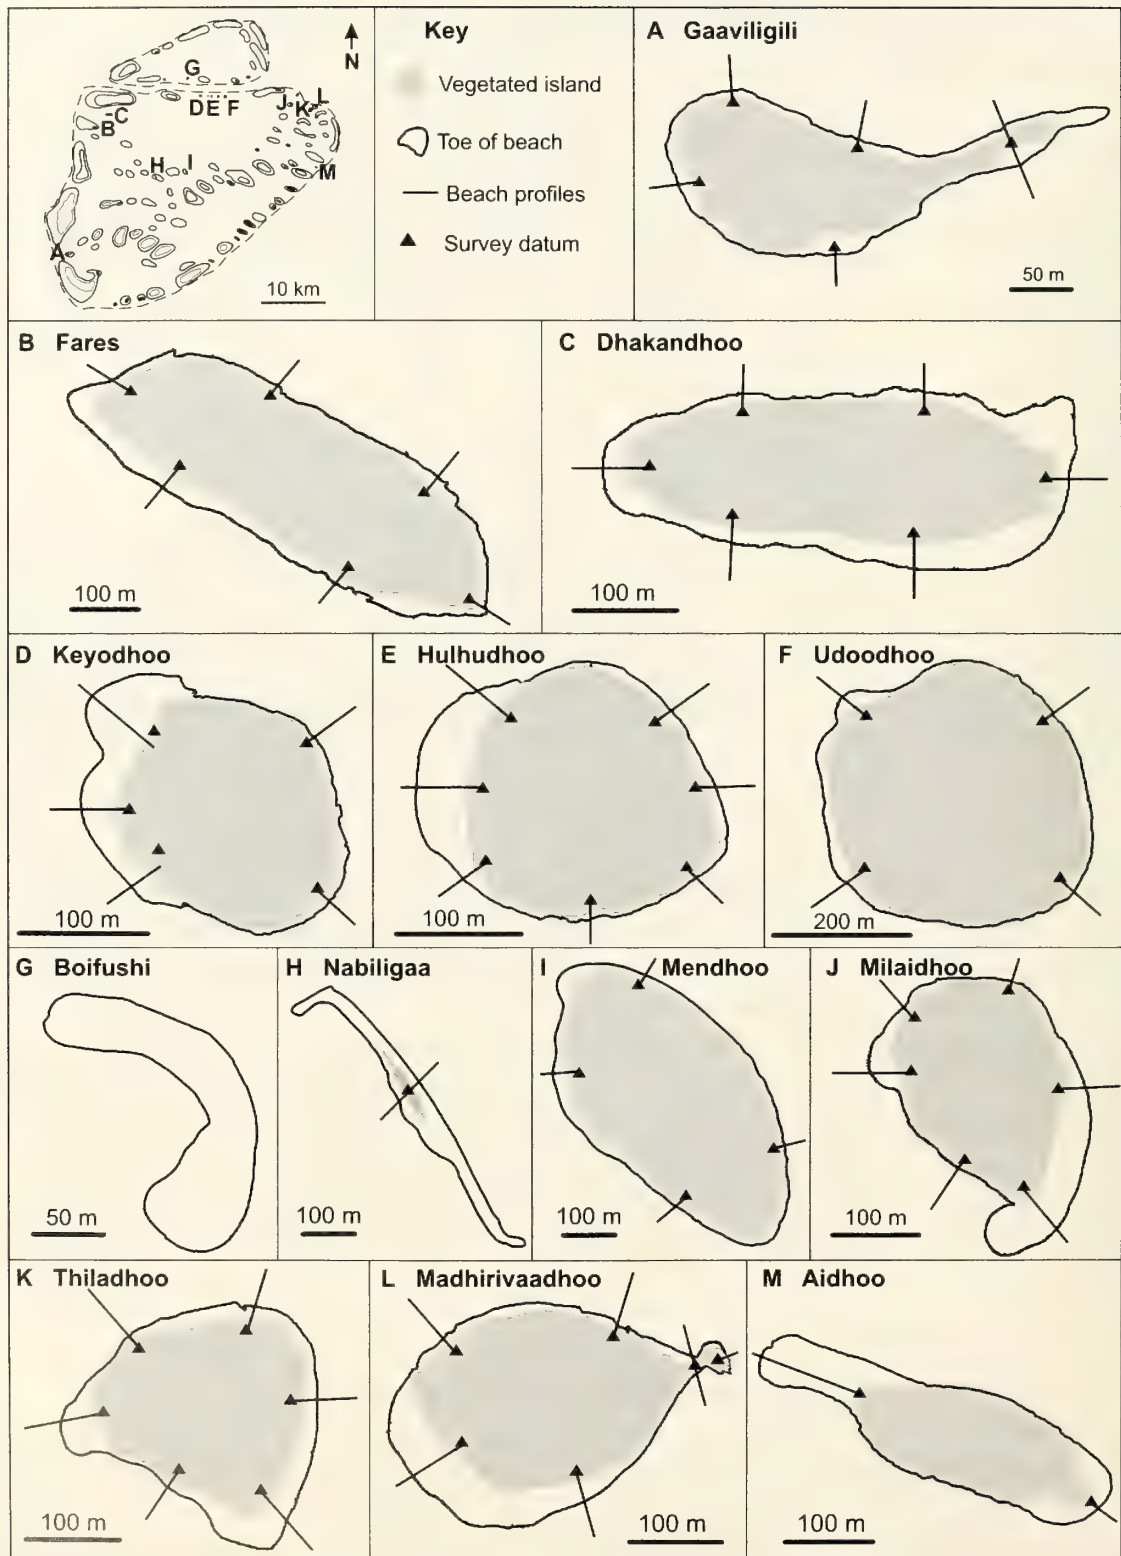 G
N
DE F
J
K
L
C
B
H
I
M
A
10 km
Key
Vegetated island
Toe of beach
Beach profiles
Survey datum
A Gaaviligili
50 m
B Fares
100 m
C Dhakandhoo
100 m
D Keyodhoo
100 m
E Hulhudhoo
100 m
F Udoodhoo
200 m
G Boifushi
50 m
H Nabiligaa
100 m
I Mendhoo
100 m
J Milaidhoo
100 m
K Thiladhoo
100 m
L Madhirivaadhoo
100 m
M Aidhoo
100 m